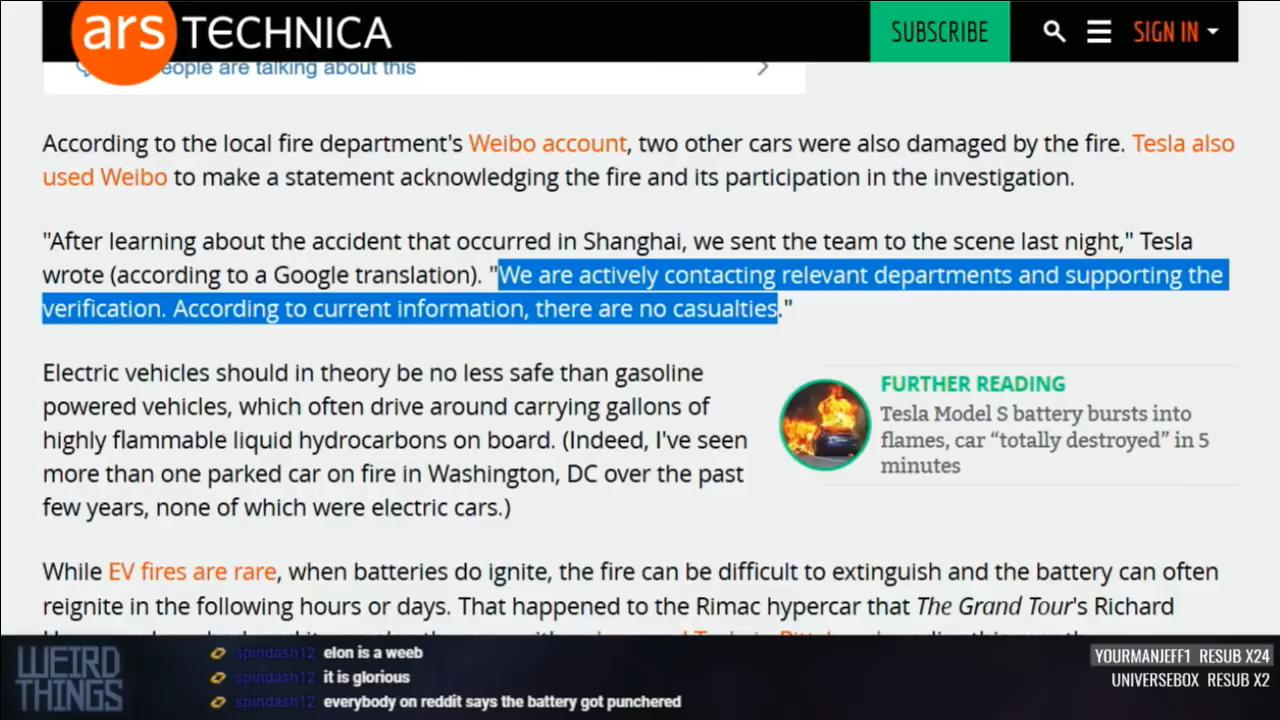 ars TECHNICA
SUBSCRIBE
SIGN IN
eople are talking about this
According to the local fire department's Weibo account, two other cars were also damaged by the fire. Tesla also
used Weibo to make a statement acknowledging the fire and its participation in the investigation.
"After learning about the accident that occurred in Shanghai, we sent the team to the scene last night," Tesla
wrote (according to a Google translation). "We are actively contacting relevant departments and supporting the
verification. According to current information, there are no casualties."
Electric vehicles should in theory be no less safe than gasoline
powered vehicles, which often drive around carrying gallons of
highly flammable liquid hydrocarbons on board. (Indeed, I've seen
more than one parked car on fire in Washington, DC over the past
few years, none of which were electric cars.)
FURTHER READING
Tesla Model S battery bursts into
flames, car “totally destroyed” in 5
minutes
While EV fires are rare, when batteries do ignite, the fire can be difficult to extinguish and the battery can often
reignite in the following hours or days. That happened to the Rimac hypercar that The Grand Tour's Richard
WEIRD
THINGS
spindash12 elon is a weeb
spindash12 it is glorious
spindash12 everybody on reddit says the battery got punchered
YOURMANJEFF1 RESUB X24
UNIVERSEBOX RESUB X2